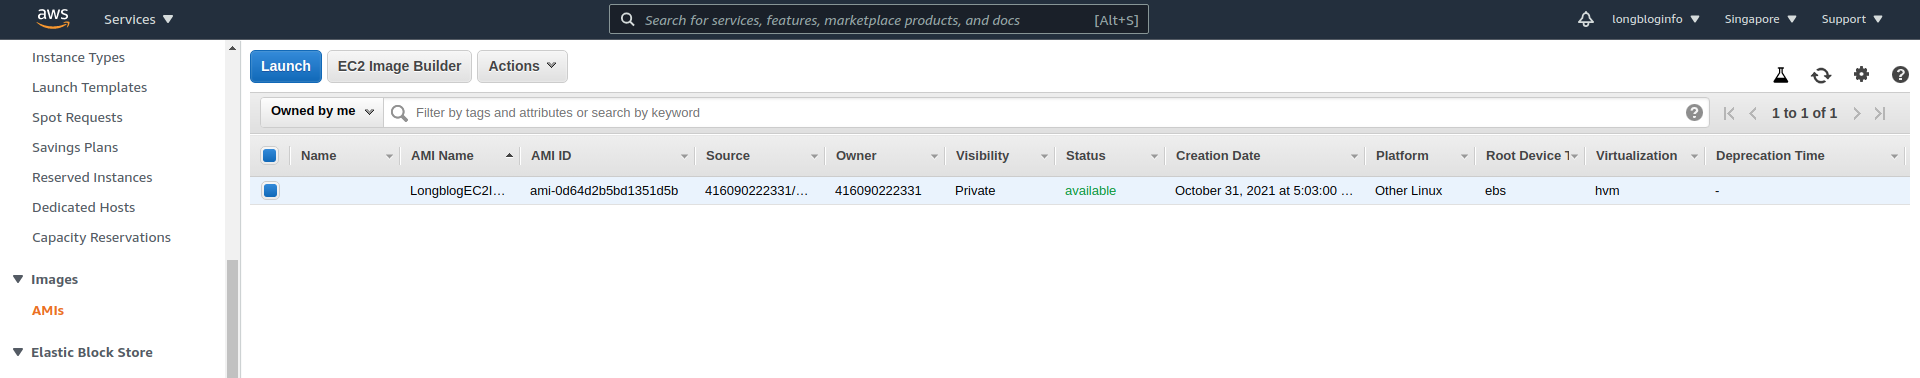 aws Services Search for services, features, marketplace products, and docs [Alt+S] longbloginfo Singapore Support
Instance Types
Launch Templates
Spot Requests
Savings Plans
Reserved Instances
Dedicated Hosts
Capacity Reservations
Images
AMIs
Elastic Block Store
Launch EC2 Image Builder Actions
Owned by me Filter by tags and attributes or search by keyword 1 to 1 of 1
Name AMI Name AMI ID Source Owner Visibility Status Creation Date Platform Root Device T Virtualization Deprecation Time
LongblogEC2I... ami-0d64d2b5bd1351d5b 416090222331/... 416090222331 Private available October 31, 2021 at 5:03:00 ... Other Linux ebs hvm -